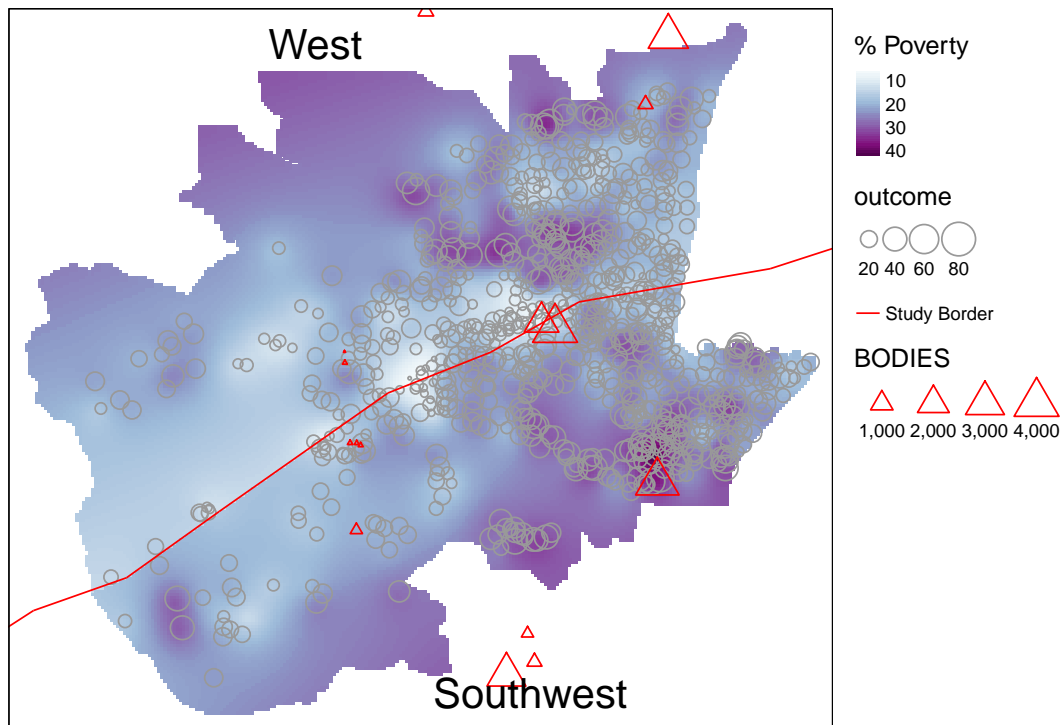 West
Southwest
% Poverty
10
20
30
40
outcome
20 40 60 80
Study Border
BODIES
1,000 2,000 3,000 4,000